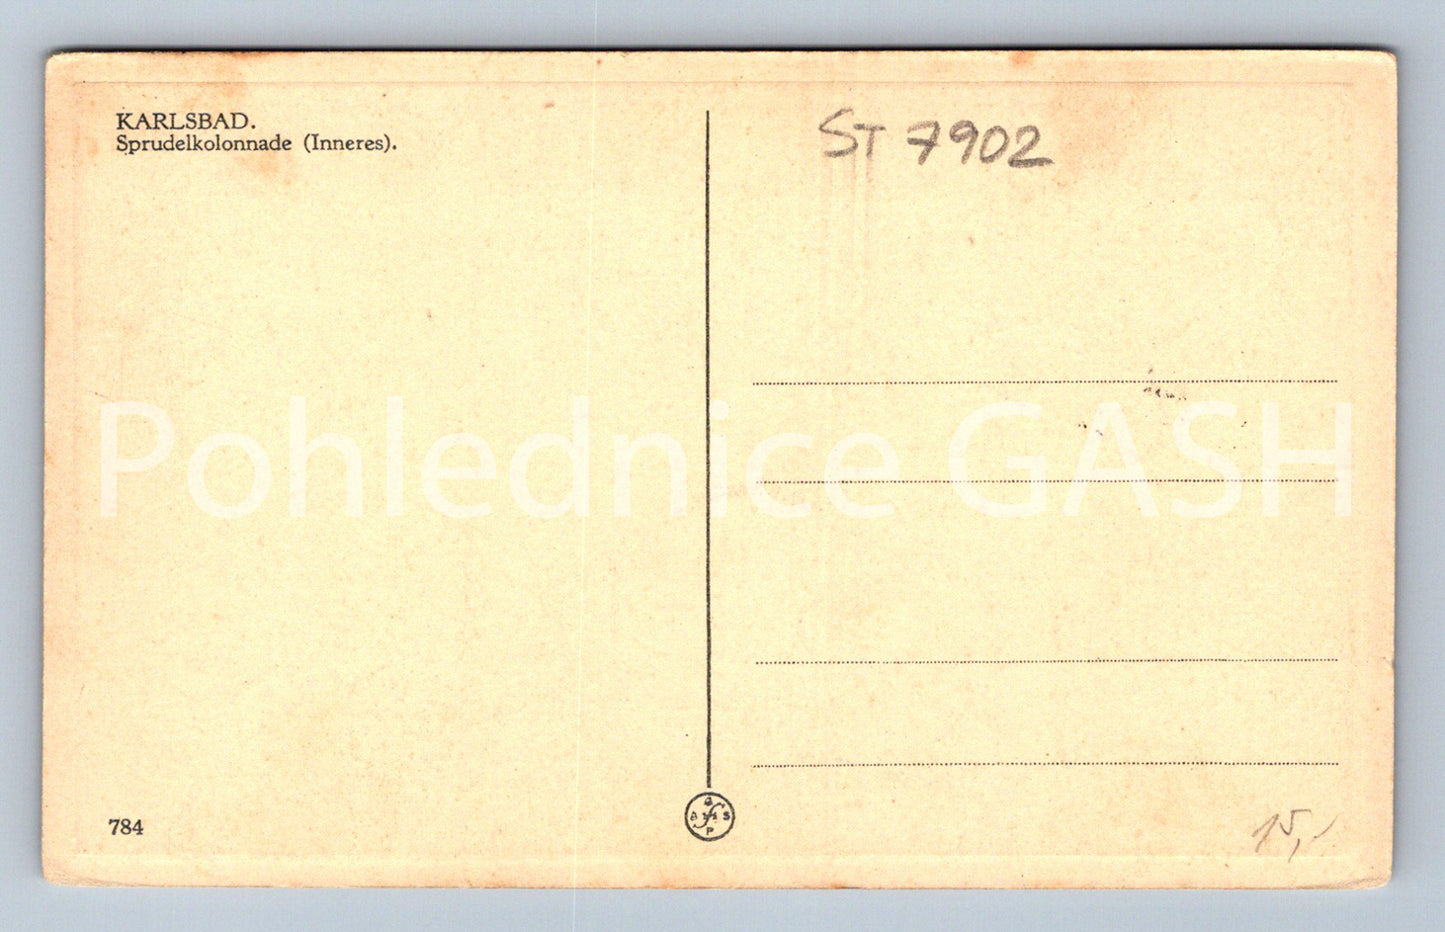 KARLSBAD.
Sprudelkolonnade (Inneres).
ST 7902
Pohlednice GASH
784
15,-